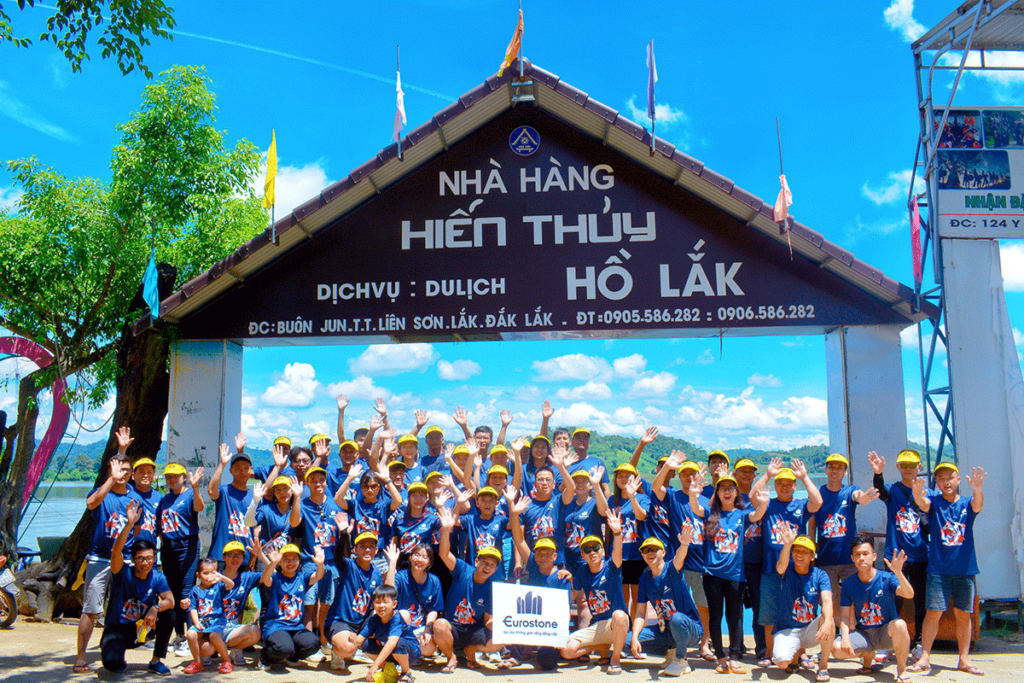 NHÀ HÀNG
HIẾN THỦY
DỊCHVỤ : DULỊCH
HỒ LẮK
ĐC:BUÔN JUN.T.T.LIÊN SƠN.LẮK.ĐẮK LẮK - ĐT:0905.586.282 : 0906.586.282
NHẬN ĐẶ
ĐC: 124 Y
Eurostone